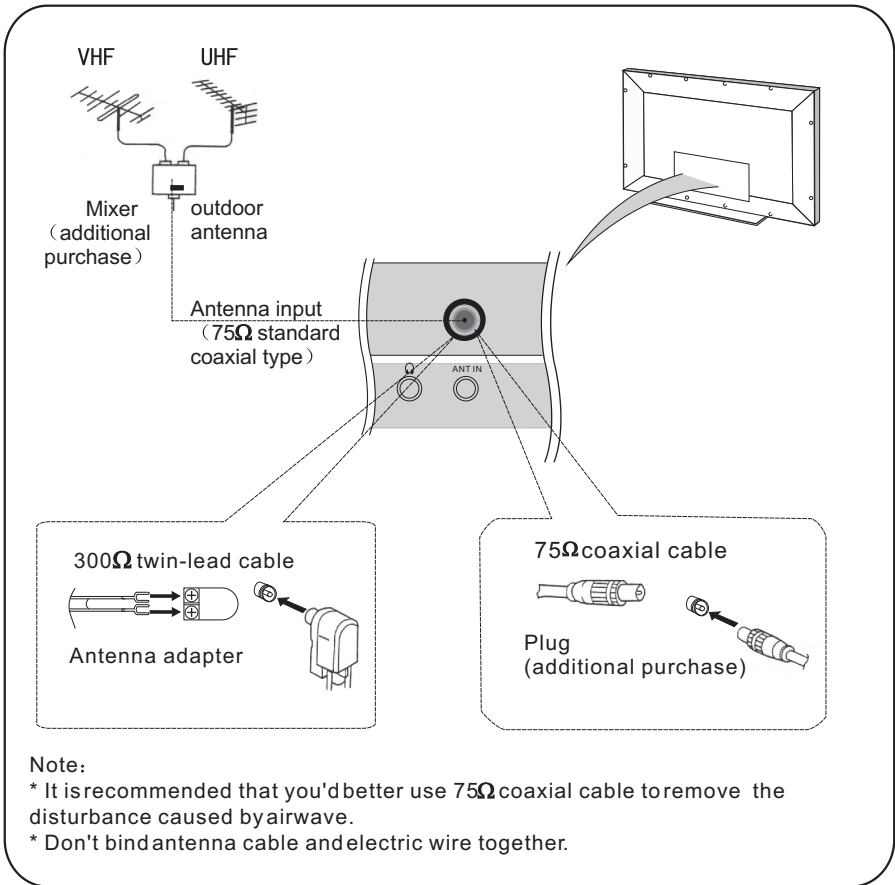 VHF
UHF
Mixer
（additional
purchase）
outdoor
antenna
Antenna input
（75Ω standard
coaxial type）
ANT IN
300Ω twin-lead cable
Antenna adapter
75Ω coaxial cable
Plug
(additional purchase)
Note:
* It is recommended that you'd better use 75Ω coaxial cable to remove the
disturbance caused by airwave.
* Don't bind antenna cable and electric wire together.